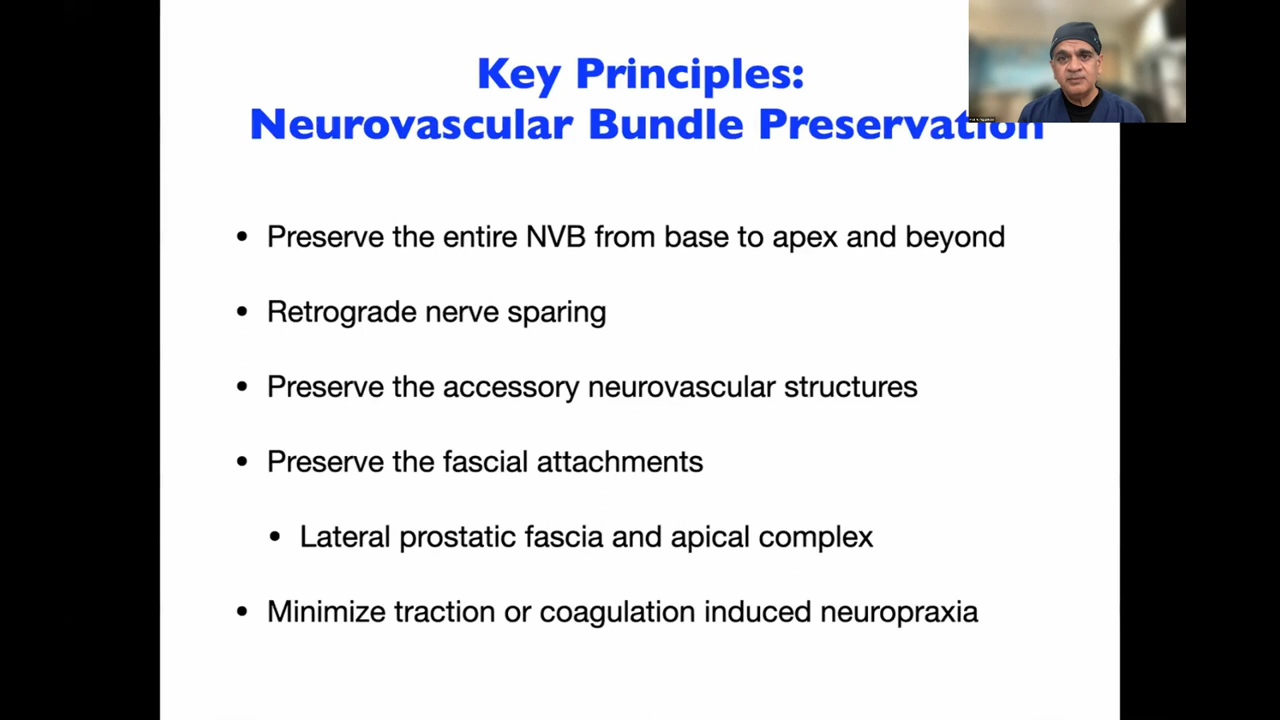 Key Principles:
Neurovascular Bundle Preservation
• Preserve the entire NVB from base to apex and beyond
• Retrograde nerve sparing
• Preserve the accessory neurovascular structures
• Preserve the fascial attachments
• Lateral prostatic fascia and apical complex
• Minimize traction or coagulation induced neuropraxia